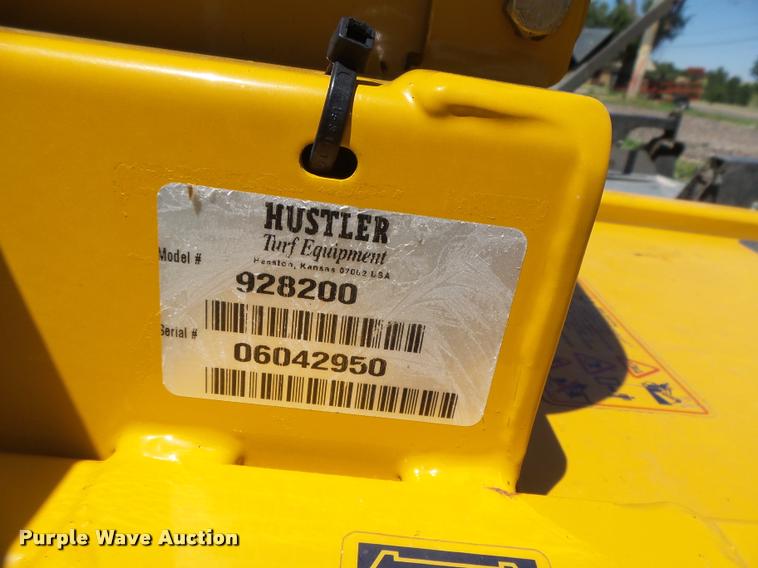 HUSTLER
Turf Equipment
Hesston, Kansas 67062 USA
Model #
928200
Serial #
06042950
Purple Wave Auction